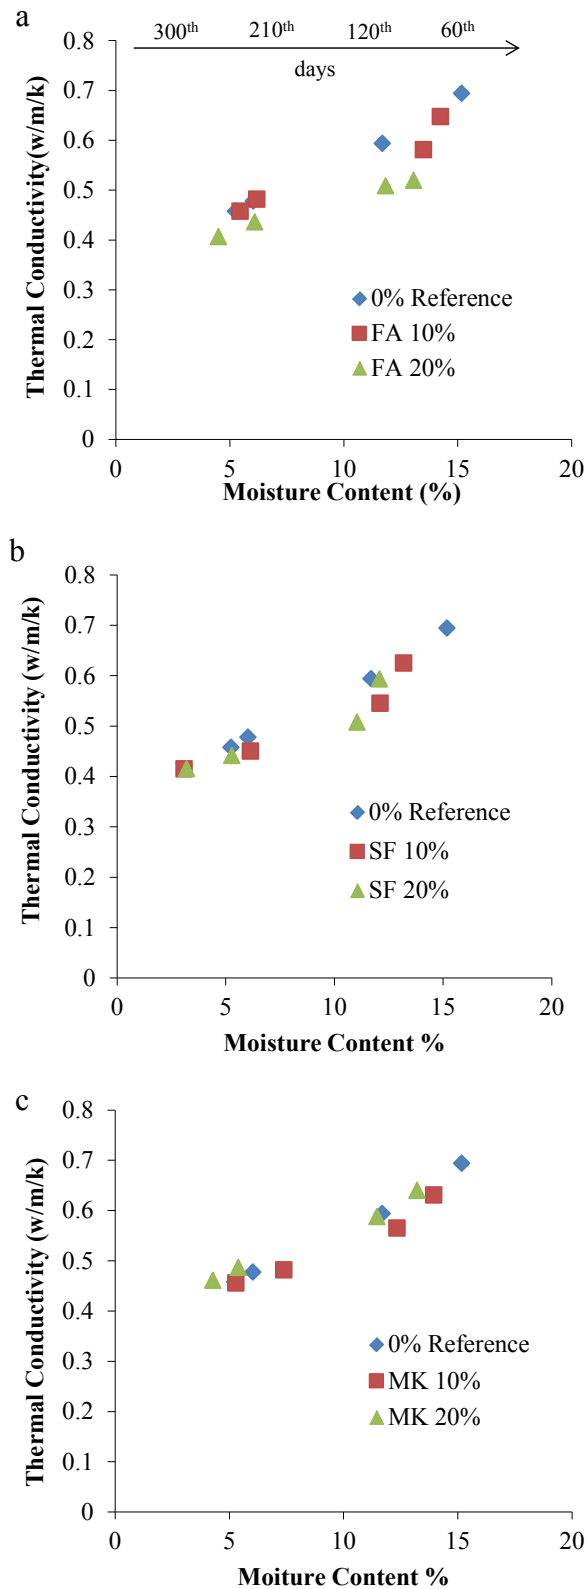 a
300th 210th 120th 60th
days
Thermal Conductivity(w/m/k)
0.8
0.7
0.6
0.5
0.4
0.3
0.2
0.1
0
0% Reference
FA 10%
FA 20%
0 5 10 15 20
Moisture Content (%)
b
Thermal Conductivity (w/m/k)
0.8
0.7
0.6
0.5
0.4
0.3
0.2
0.1
0
0% Reference
SF 10%
SF 20%
0 5 10 15 20
Moisture Content %
c
Thermal Conductivity (w/m/k)
0.8
0.7
0.6
0.5
0.4
0.3
0.2
0.1
0
0% Reference
MK 10%
MK 20%
0 5 10 15 20
Moiture Content %